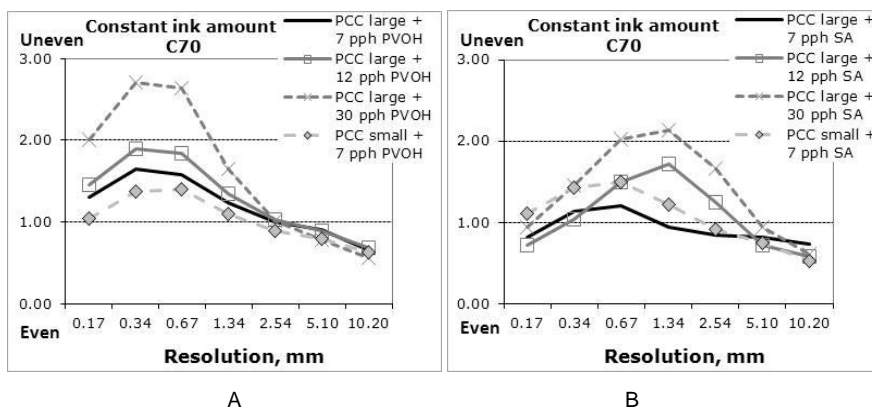 Constant ink amount
C70
Uneven
3.00
2.00
1.00
0.00
Even
0.17 0.34 0.67 1.34 2.54 5.10 10.20
Resolution, mm
PCC large +
7 pph PVOH
PCC large +
12 pph PVOH
PCC large +
30 pph PVOH
PCC small +
7 pph PVOH
A
Constant ink amount
C70
Uneven
3.00
2.00
1.00
0.00
Even
0.17 0.34 0.67 1.34 2.54 5.10 10.20
Resolution, mm
PCC large +
7 pph SA
PCC large +
12 pph SA
PCC large +
30 pph SA
PCC small +
7 pph SA
B